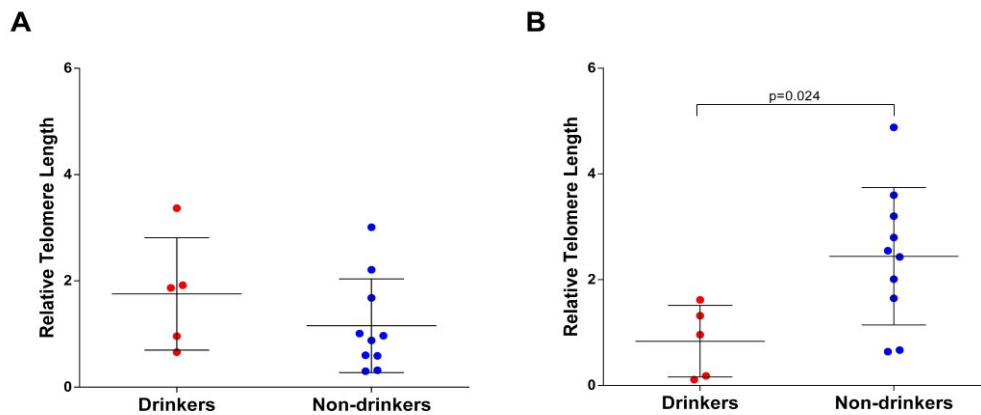 A
B
Relative Telomere Length
6
4
2
0
Drinkers
Non-drinkers
Relative Telomere Length
6
4
2
0
p=0.024
Drinkers
Non-drinkers